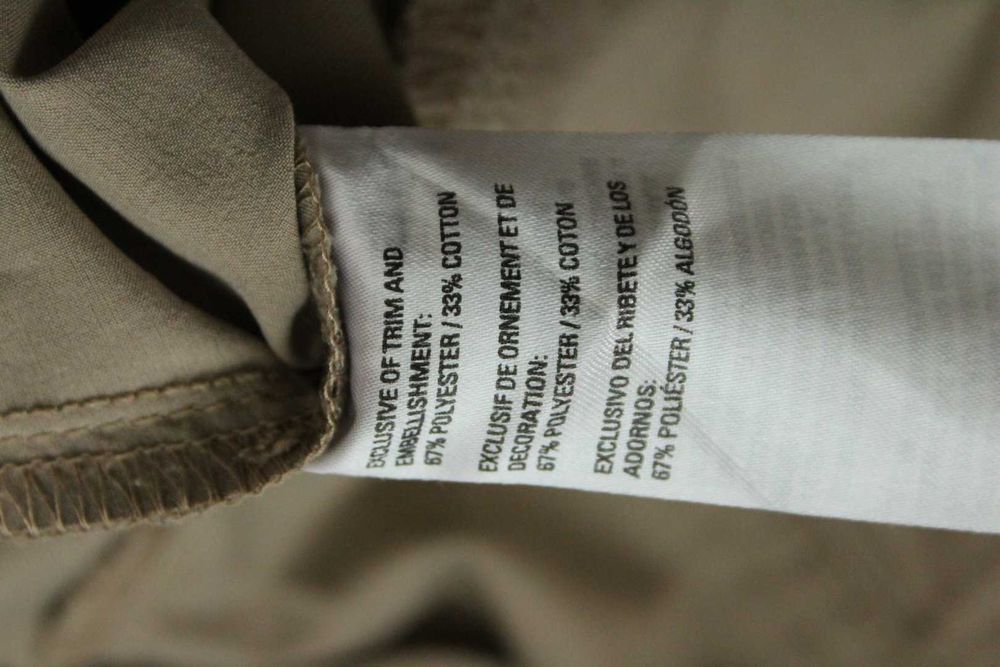 EXCLUSIVE OF TRIM AND
EMBELLISHMENT:
67% POLYESTER / 33% COTTON
EXCLUSIF DE ORNEMENT ET DE
DECORATION:
67% POLYESTER / 33% COTON
EXCLUSIVO DEL RIBETE Y DE LOS
ADORNOS:
67% POLIÉSTER / 33% ALGODÓN